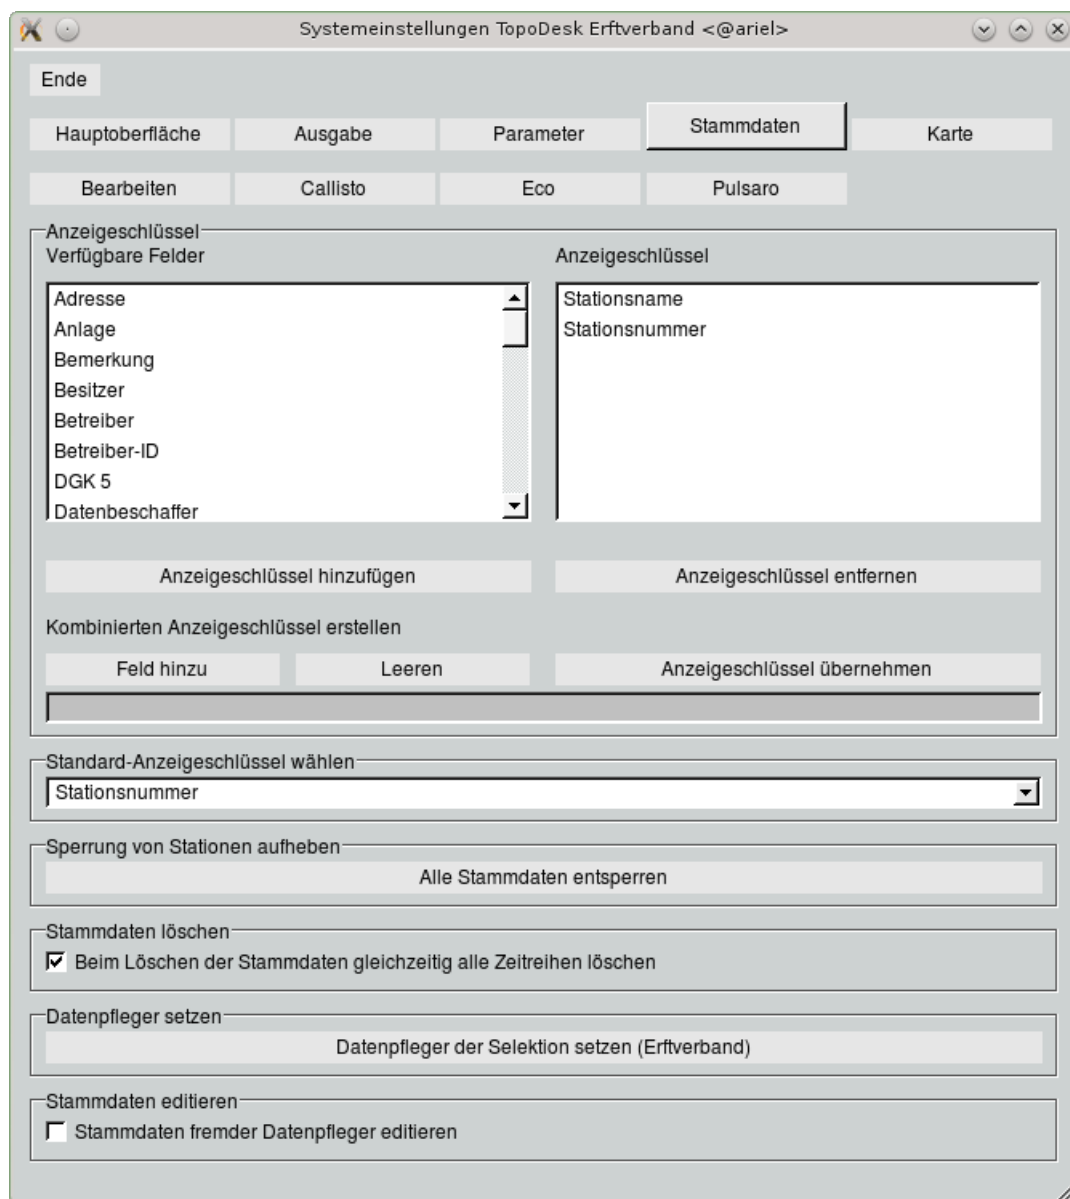 Systemeinstellungen TopoDesk Erftverband <@ariel>
Ende
Hauptoberfläche Ausgabe Parameter Stammdaten Karte
Bearbeiten Callisto Eco Pulsaro
Anzeigeschlüssel
Verfügbare Felder Anzeigeschlüssel
Adresse Stationsname
Anlage Stationsnummer
Bemerkung
Besitzer
Betreiber
Betreiber-ID
DGK 5
Datenbeschaffer
Anzeigeschlüssel hinzufügen Anzeigeschlüssel entfernen
Kombinierten Anzeigeschlüssel erstellen
Feld hinzu Leeren Anzeigeschlüssel übernehmen
Standard-Anzeigeschlüssel wählen
Stationsnummer
Sperrung von Stationen aufheben
Alle Stammdaten entsperren
Stammdaten löschen
Beim Löschen der Stammdaten gleichzeitig alle Zeitreihen löschen
Datenpfleger setzen
Datenpfleger der Selektion setzen (Erftverband)
Stammdaten editieren
Stammdaten fremder Datenpfleger editieren